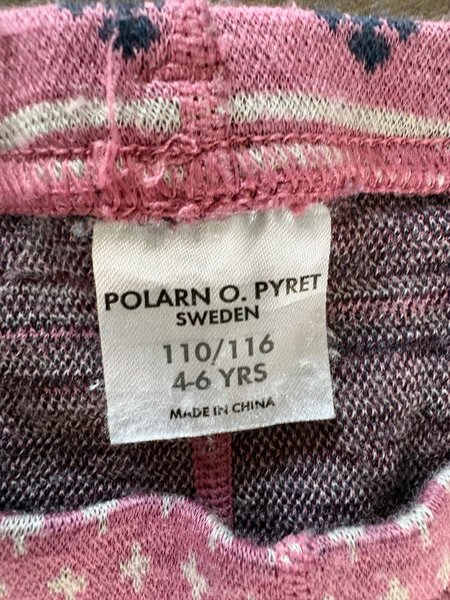 POLARN O. PYRET
SWEDEN
110/116
4-6 YRS
MADE IN CHINA